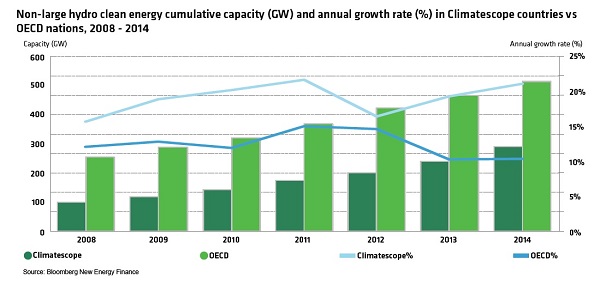 Non-large hydro clean energy cumulative capacity (GW) and annual growth rate (%) in Climatescope countries vs
OECD nations, 2008 - 2014
Capacity (GW) Annual growth rate (%)
600 25%
500 20%
400 15%
300 10%
200 5%
100 0%
0
2008 2009 2010 2011 2012 2013 2014
Climatescope OECD Climatescope% OECD%
Source: Bloomberg New Energy Finance